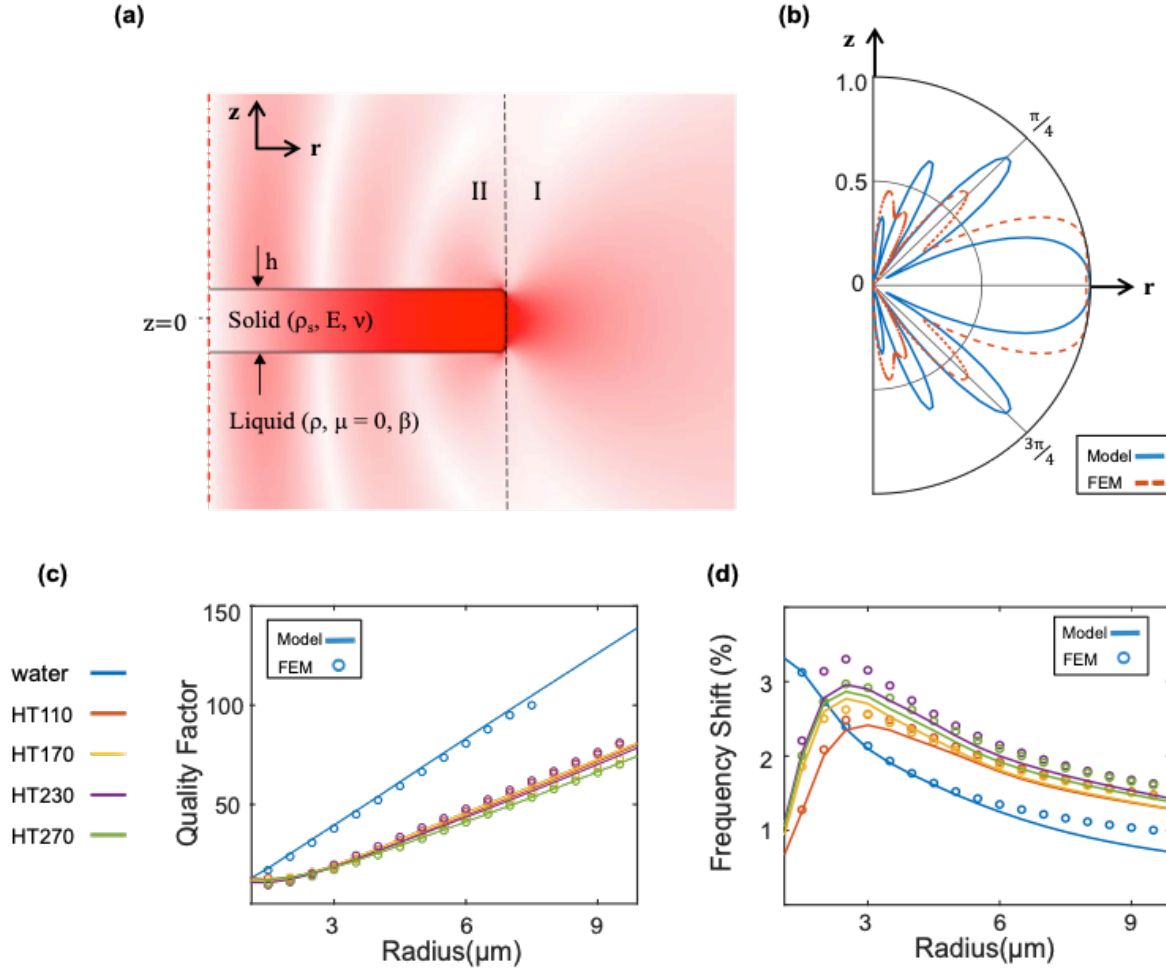 (a)
z
r
II
I
h
z=0
Solid (ρs, E, ν)
Liquid (ρ, μ = 0, β)
(b)
z
1.0
π/4
0.5
0
r
3π/4
Model
FEM
(c)
water
HT110
HT170
HT230
HT270
150
100
50
Quality Factor
Model
FEM
3
6
9
Radius(μm)
(d)
Frequency Shift (%)
3
2
1
Model
FEM
3
6
9
Radius(μm)